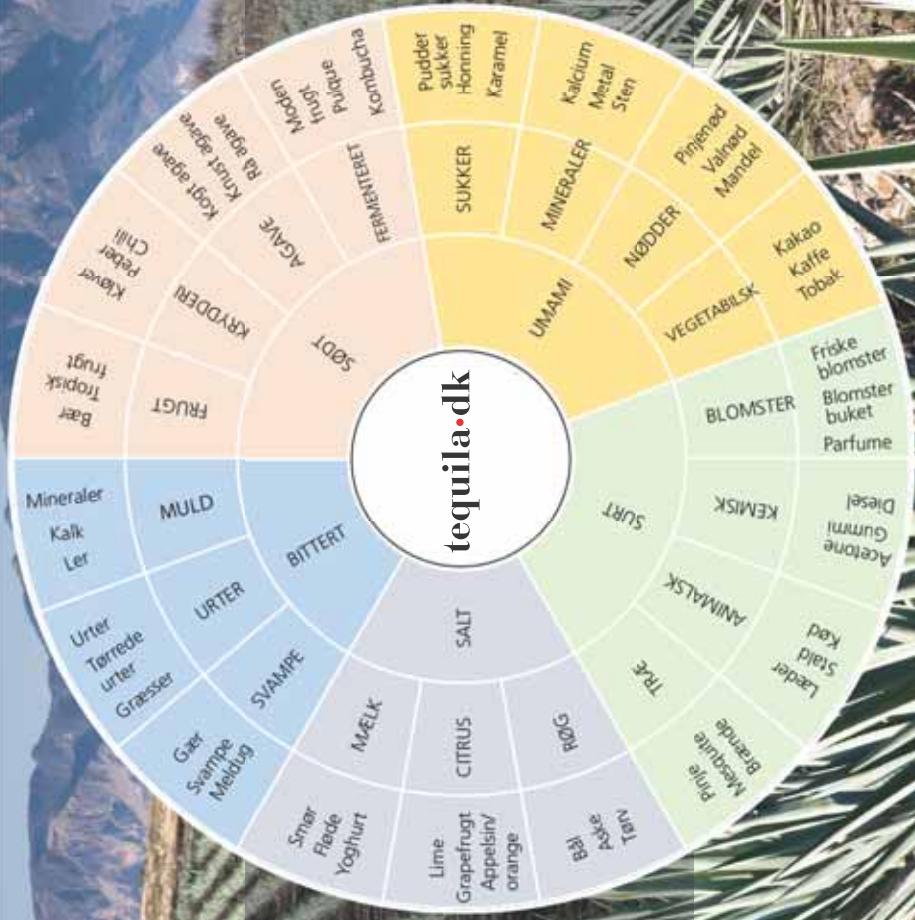 tequila.dk
SØDT
FRUGT
Bær
Tropisk
frugt
KRYDDERI
Kløver
Peber
Chili
AGAVE
Kogt agave
Knust agave
Rå agave
FERMENTERET
Moden
frugt
Pulque
Kombucha
UMAMI
SUKKER
Pudder
sukker
Honning
Karamel
MINERALER
Kalcium
Metal
Sten
NØDDER
Pinjenød
Valnød
Mandel
VEGETABILSK
Kakao
Kaffe
Tobak
SURT
BLOMSTER
Friske
blomster
Blomster
buket
Parfume
KEMISK
Diesel
Gummi
Acetone
ANIMALSK
Kød
Stald
Læder
TRÆ
Pinje
Mesquite
Brænde
SALT
RØG
Bål
Aske
Tørv
CITRUS
Lime
Grapefrugt
Appelsin/
orange
MÆLK
Smør
Fløde
Yoghurt
BITTERT
SVAMPE
Gær
Svampe
Meldug
URTER
Urter
Tørrede
urter
Græsser
MULD
Mineraler
Kalk
Ler